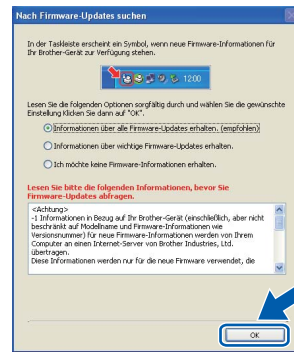 Nach Firmware-Updates suchen
In der Taskleiste erscheint ein Symbol, wenn neue Firmware-Informationen für
Ihr Brother-Gerät zur Verfügung stehen.
12:00
Lesen Sie die folgenden Optionen sorgfältig durch und wählen Sie die gewünschte
Einstellung Klicken Sie dann auf "OK".
Informationen über alle Firmware-Updates erhalten. (empfohlen)
Informationen über wichtige Firmware-Updates erhalten.
Ich möchte keine Firmware-Informationen erhalten.
Lesen Sie bitte die folgenden Informationen, bevor Sie
Firmware-Updates abfragen.
<Achtung>
-1 Informationen in Bezug auf Ihr Brother-Gerät (einschließlich, aber nicht
beschränkt auf Modellname und Firmware-Informationen wie
Versionsnummer) für neue Firmware-Informationen werden von Ihrem
Computer an einen Internet-Server von Brother Industries, Ltd.
übertragen.
Diese Informationen werden nur für die neue Firmware verwendet, die
OK